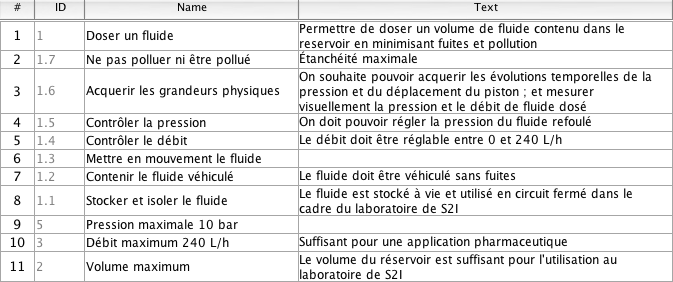 # ID Name Text
1 1 Doser un fluide Permettre de doser un volume de fluide contenu dans le
reservoir en minimisant fuites et pollution
2 1.7 Ne pas polluer ni être pollué Étanchéité maximale
3 1.6 Acquerir les grandeurs physiques On souhaite pouvoir acquerir les évolutions temporelles de la
pression et du déplacement du piston ; et mesurer
visuellement la pression et le débit de fluide dosé
4 1.5 Contrôler la pression On doit pouvoir régler la pression du fluide refoulé
5 1.4 Contrôler le débit Le débit doit être réglable entre 0 et 240 L/h
6 1.3 Mettre en mouvement le fluide
7 1.2 Contenir le fluide véhiculé Le fluide doit être véhiculé sans fuites
8 1.1 Stocker et isoler le fluide Le fluide est stocké à vie et utilisé en circuit fermé dans le
cadre du laboratoire de S2I
9 5 Pression maximale 10 bar
10 3 Débit maximum 240 L/h Suffisant pour une application pharmaceutique
11 2 Volume maximum Le volume du réservoir est suffisant pour l'utilisation au
laboratoire de S2I